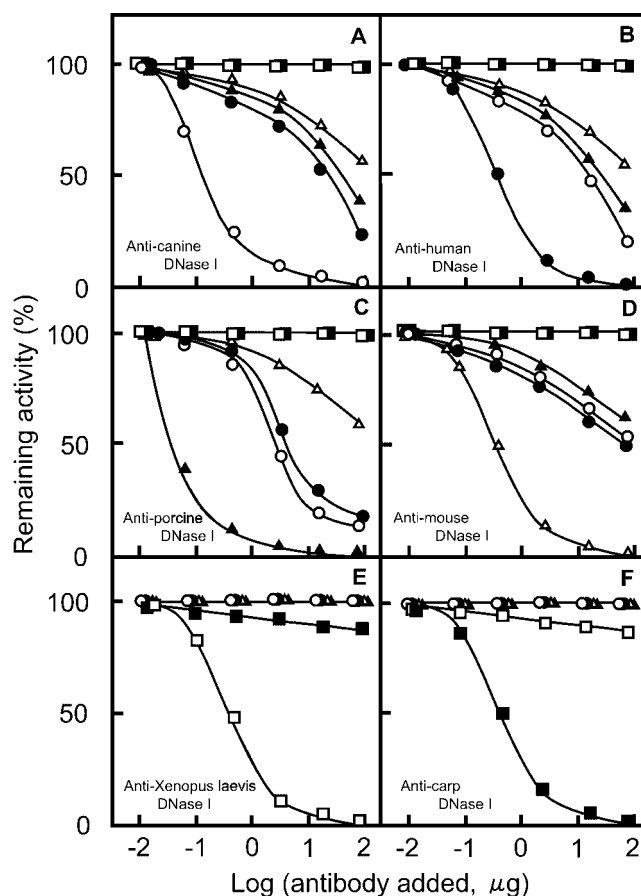 A
100
50
0
Anti-canine
DNase I
B
Anti-human
DNase I
C
100
50
0
Anti-porcine
DNase I
D
Anti-mouse
DNase I
E
100
50
0
Anti-Xenopus laevis
DNase I
F
Anti-carp
DNase I
-2 -1 0 1 2
-2 -1 0 1 2
Remaining activity (%)
Log (antibody added, μg)